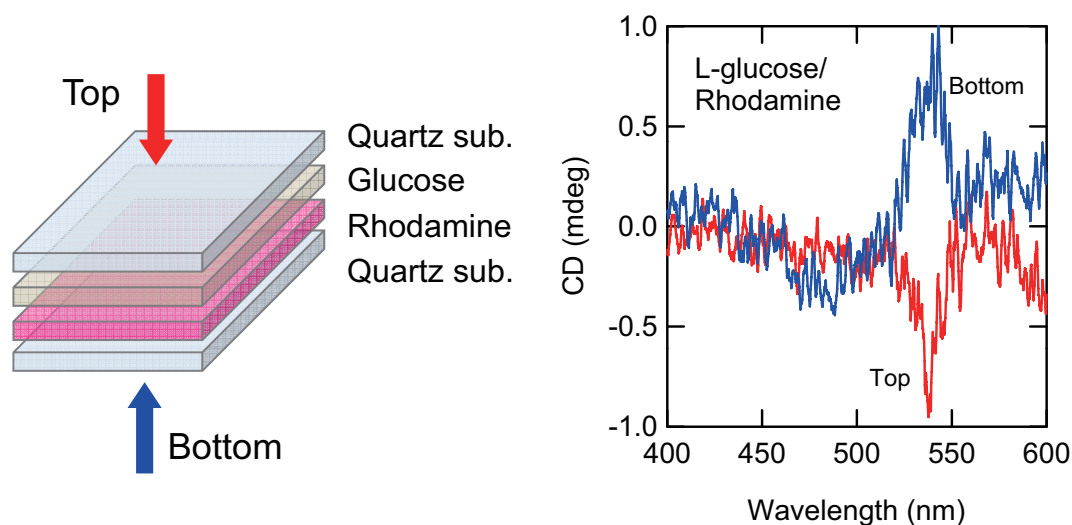 Top
Quartz sub.
Glucose
Rhodamine
Quartz sub.
Bottom
1.0
0.5
0.0
-0.5
-1.0
CD (mdeg)
L-glucose/
Rhodamine
Bottom
Top
400 450 500 550 600
Wavelength (nm)